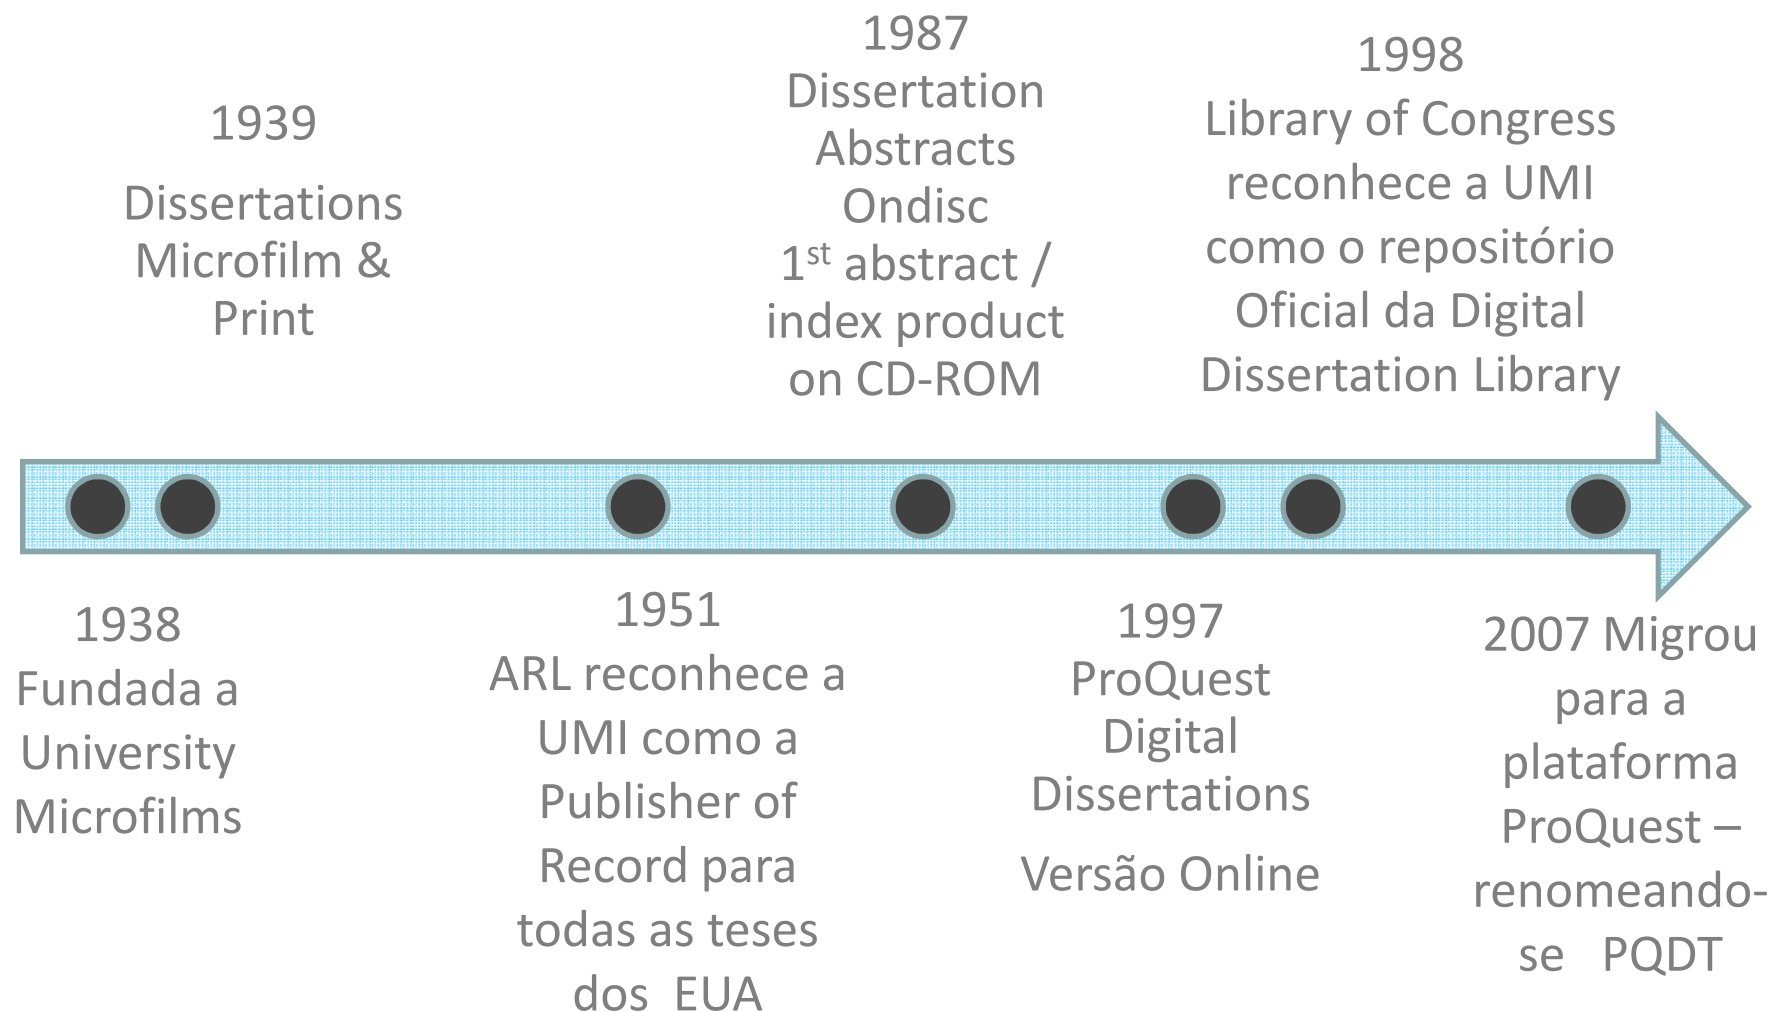 1939
Dissertations
Microfilm &
Print
1987
Dissertation
Abstracts
Ondisc
1st abstract /
index product
on CD-ROM
1998
Library of Congress
reconhece a UMI
como o repositório
Oficial da Digital
Dissertation Library
1938
Fundada a
University
Microfilms
1951
ARL reconhece a
UMI como a
Publisher of
Record para
todas as teses
dos EUA
1997
ProQuest
Digital
Dissertations
Versão Online
2007 Migrou
para a
plataforma
ProQuest –
renomeando-
se PQDT